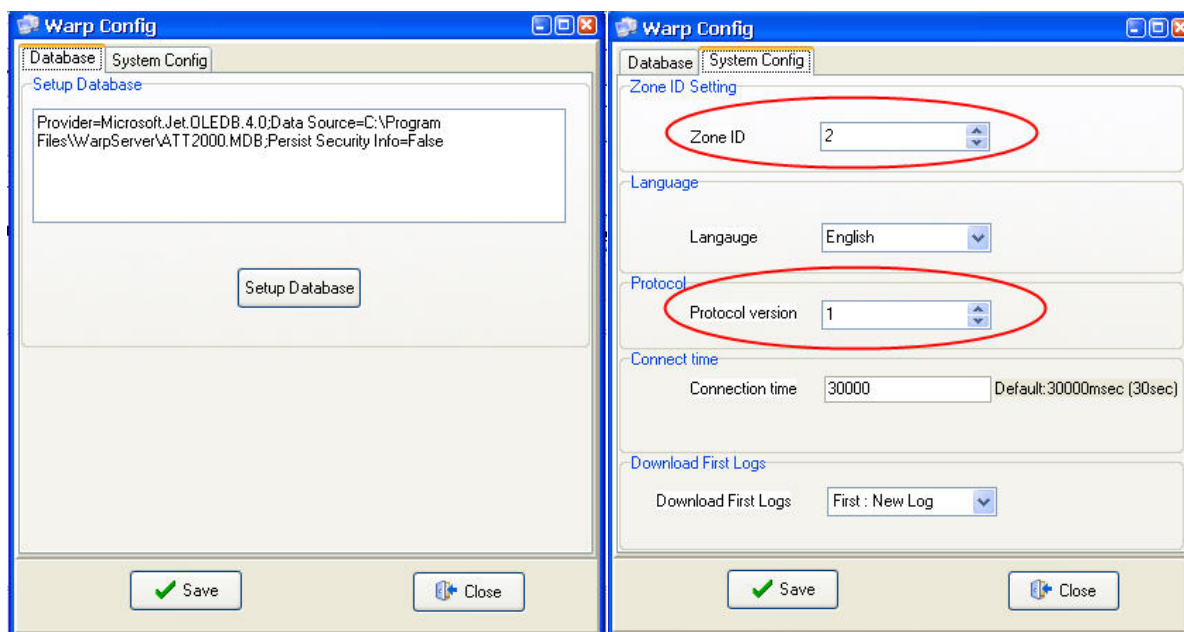 Warp Config
Database
System Config
Setup Database
Provider=Microsoft.Jet.OLEDB.4.0;Data Source=C:\Program
Files\WarpServer\ATT2000.MDB;Persist Security Info=False
Setup Database
Save
Close
Warp Config
Database
System Config
Zone ID Setting
Zone ID
2
Language
Langauge
English
Protocol
Protocol version
1
Connect time
Connection time
30000
Default:30000msec (30sec)
Download First Logs
Download First Logs
First : New Log
Save
Close